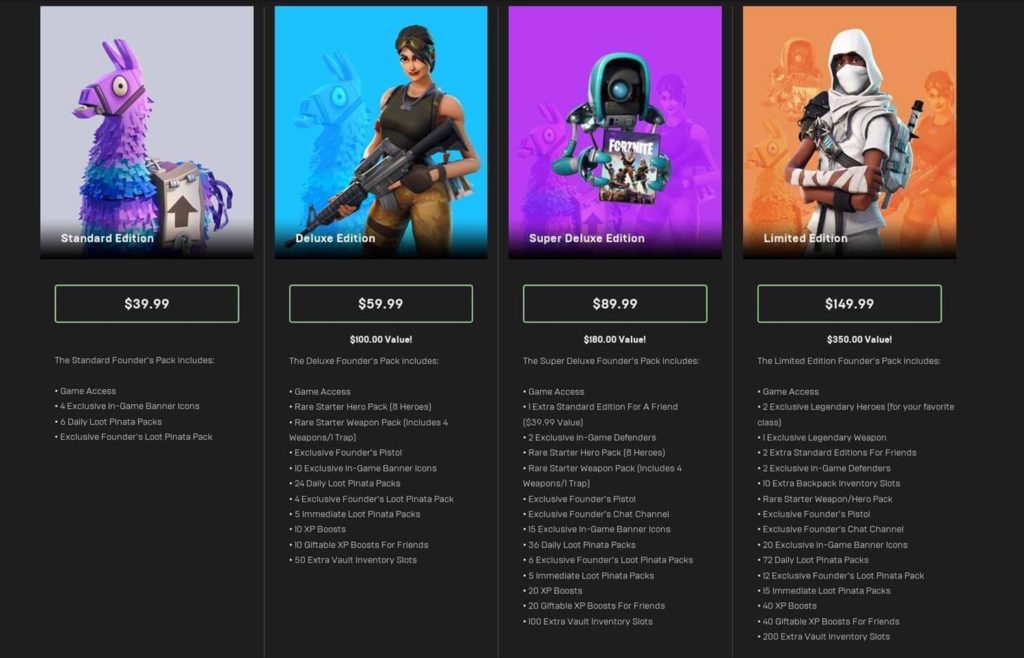 Standard Edition
$39.99
The Standard Founder's Pack includes:
• Game Access
• 4 Exclusive In-Game Banner Icons
• 6 Daily Loot Pinata Packs
• Exclusive Founder's Loot Pinata Pack
Deluxe Edition
$59.99
$100.00 Value!
The Deluxe Founder's Pack includes:
• Game Access
• Rare Starter Hero Pack (8 Heroes)
• Rare Starter Weapon Pack (Includes 4
Weapons/1 Trap)
• Exclusive Founder's Pistol
• 10 Exclusive In-Game Banner Icons
• 24 Daily Loot Pinata Packs
• 4 Exclusive Founder's Loot Pinata Pack
• 5 Immediate Loot Pinata Packs
• 10 XP Boosts
• 10 Giftable XP Boosts For Friends
• 50 Extra Vault Inventory Slots
FORTNITE
Super Deluxe Edition
$89.99
$180.00 Value!
The Super Deluxe Founder's Pack includes:
• Game Access
• 1 Extra Standard Edition For A Friend
($39.99 Value)
• 2 Exclusive In-Game Defenders
• Rare Starter Hero Pack (8 Heroes)
• Rare Starter Weapon Pack (Includes 4
Weapons/1 Trap)
• Exclusive Founder's Pistol
• Exclusive Founder's Chat Channel
• 15 Exclusive In-Game Banner Icons
• 36 Daily Loot Pinata Packs
• 6 Exclusive Founder's Loot Pinata Packs
• 5 Immediate Loot Pinata Packs
• 20 XP Boosts
• 20 Giftable XP Boosts For Friends
• 100 Extra Vault Inventory Slots
FORTNITE
Limited Edition
$149.99
$350.00 Value!
The Limited Edition Founder's Pack includes:
• Game Access
• 2 Exclusive Legendary Heroes (for your favorite
class)
• 1 Exclusive Legendary Weapon
• 2 Extra Standard Editions For Friends
• 2 Exclusive In-Game Defenders
• 10 Extra Backpack Inventory Slots
• Rare Starter Weapon/Hero Pack
• Exclusive Founder's Pistol
• Exclusive Founder's Chat Channel
• 20 Exclusive In-Game Banner Icons
• 72 Daily Loot Pinata Packs
• 12 Exclusive Founder's Loot Pinata Pack
• 15 Immediate Loot Pinata Packs
• 40 XP Boosts
• 40 Giftable XP Boosts For Friends
• 200 Extra Vault Inventory Slots